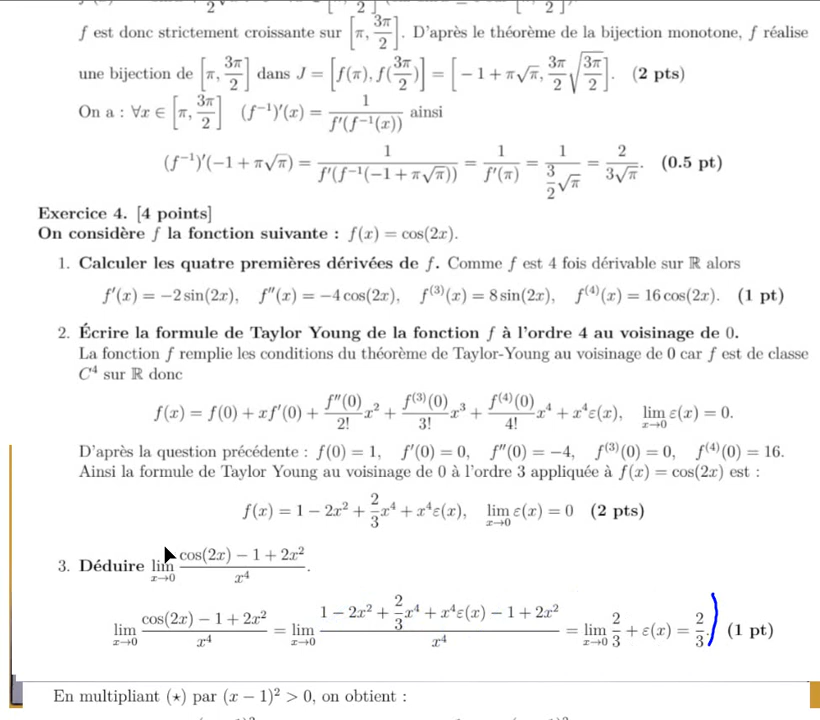 f est donc strictement croissante sur [π, 3π/2]. D'après le théorème de la bijection monotone, f réalise
une bijection de [π, 3π/2] dans J = [f(π), f(3π/2)] = [−1 + π√π, 3π/2 √(3π/2)]. (2 pts)
On a : ∀x ∈ [π, 3π/2] (f⁻¹)′(x) = 1/f′(f⁻¹(x)) ainsi
(f⁻¹)′(−1 + π√π) = 1/f′(f⁻¹(−1 + π√π)) = 1/f′(π) = 1/(3/2 √π) = 2/(3√π). (0.5 pt)
Exercice 4. [4 points]
On considère f la fonction suivante : f(x) = cos(2x).
1. Calculer les quatre premières dérivées de f. Comme f est 4 fois dérivable sur ℝ alors
f′(x) = −2 sin(2x), f″(x) = −4 cos(2x), f⁽³⁾(x) = 8 sin(2x), f⁽⁴⁾(x) = 16 cos(2x). (1 pt)
2. Écrire la formule de Taylor Young de la fonction f à l'ordre 4 au voisinage de 0.
La fonction f remplie les conditions du théorème de Taylor-Young au voisinage de 0 car f est de classe
C⁴ sur ℝ donc
f(x) = f(0) + xf′(0) + f″(0)/2! x² + f⁽³⁾(0)/3! x³ + f⁽⁴⁾(0)/4! x⁴ + x⁴ε(x), lim x→0 ε(x) = 0.
D'après la question précédente : f(0) = 1, f′(0) = 0, f″(0) = −4, f⁽³⁾(0) = 0, f⁽⁴⁾(0) = 16.
Ainsi la formule de Taylor Young au voisinage de 0 à l'ordre 3 appliquée à f(x) = cos(2x) est :
f(x) = 1 − 2x² + 2/3 x⁴ + x⁴ε(x), lim x→0 ε(x) = 0 (2 pts)
3. Déduire lim x→0 (cos(2x) − 1 + 2x²)/x⁴.
lim x→0 (cos(2x) − 1 + 2x²)/x⁴ = lim x→0 (1 − 2x² + 2/3 x⁴ + x⁴ε(x) − 1 + 2x²)/x⁴ = lim x→0 2/3 + ε(x) = 2/3. (1 pt)
En multipliant (⋆) par (x − 1)² > 0, on obtient :